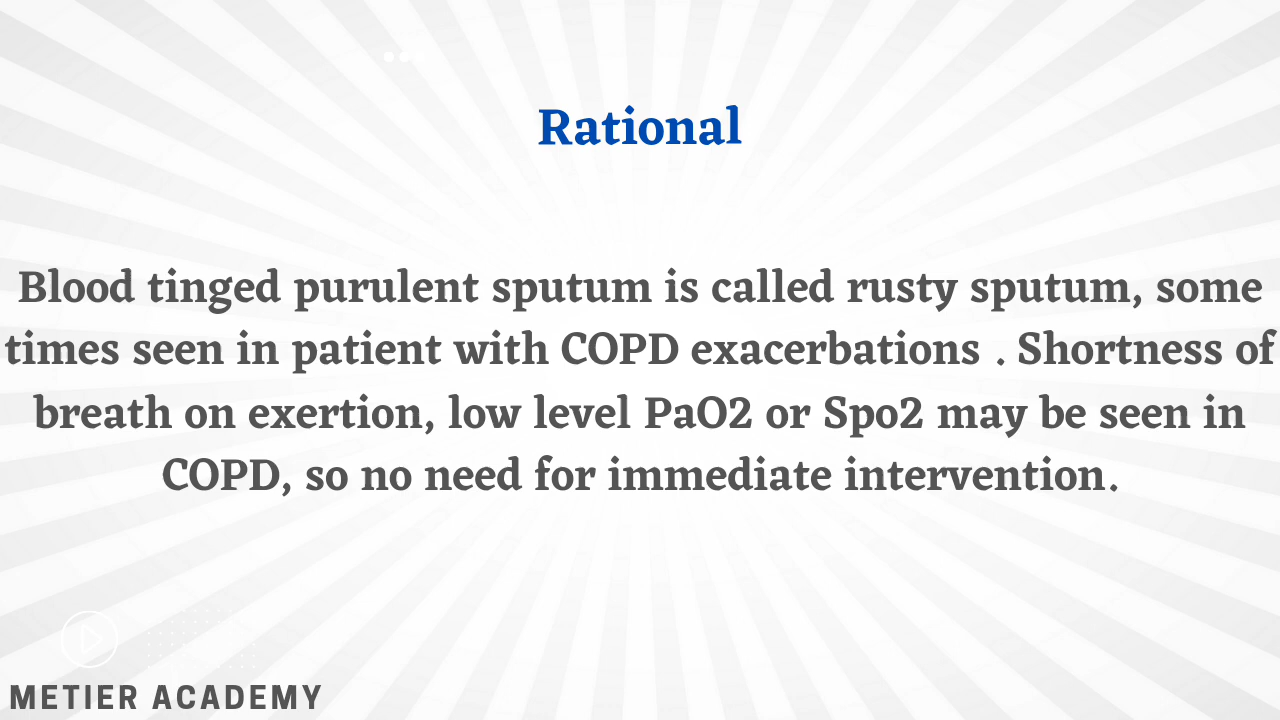 Rational
Blood tinged purulent sputum is called rusty sputum, some
times seen in patient with COPD exacerbations . Shortness of
breath on exertion, low level PaO2 or Spo2 may be seen in
COPD, so no need for immediate intervention.
METIER ACADEMY